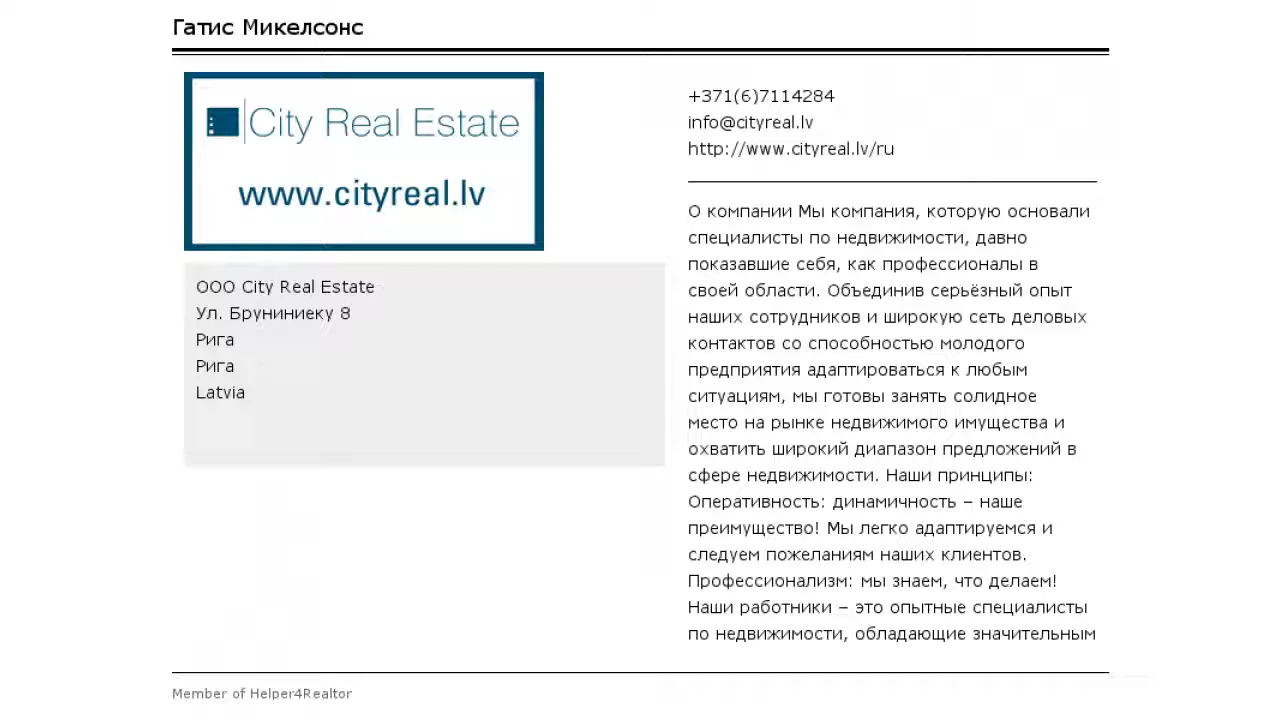 Гатис Микелсонс
City Real Estate
www.cityreal.lv
ООО City Real Estate
Ул. Бруниниеку 8
Рига
Рига
Latvia
+371(6)7114284
info@cityreal.lv
http://www.cityreal.lv/ru
О компании Мы компания, которую основали
специалисты по недвижимости, давно
показавшие себя, как профессионалы в
своей области. Объединив серьёзный опыт
наших сотрудников и широкую сеть деловых
контактов со способностью молодого
предприятия адаптироваться к любым
ситуациям, мы готовы занять солидное
место на рынке недвижимого имущества и
охватить широкий диапазон предложений в
сфере недвижимости. Наши принципы:
Оперативность: динамичность – наше
преимущество! Мы легко адаптируемся и
следуем пожеланиям наших клиентов.
Профессионализм: мы знаем, что делаем!
Наши работники – это опытные специалисты
по недвижимости, обладающие значительным
Member of Helper4Realtor